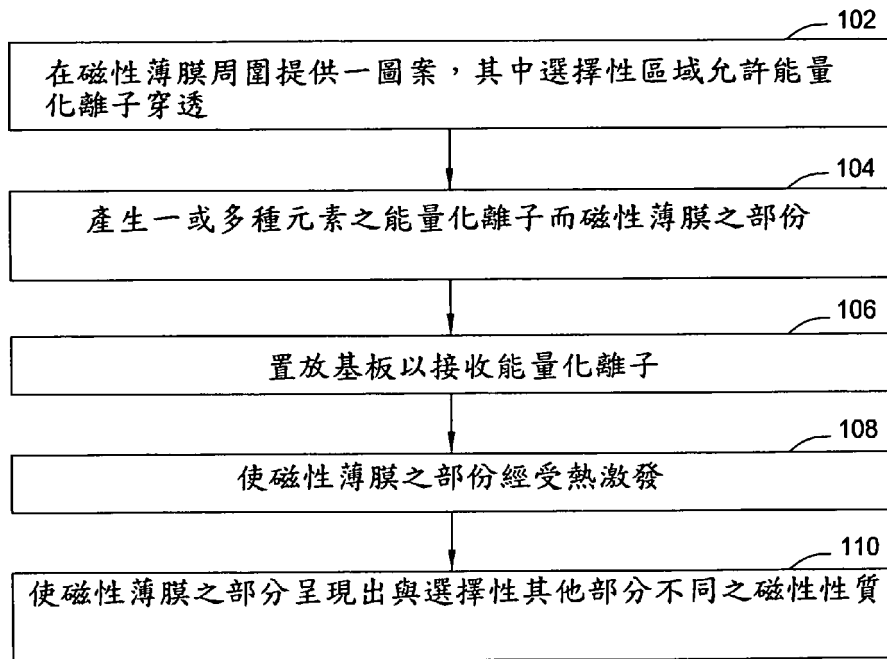 102
在磁性薄膜周圍提供一圖案，其中選擇性區域允許能量
化離子穿透
104
產生一或多種元素之能量化離子而磁性薄膜之部份
106
置放基板以接收能量化離子
108
使磁性薄膜之部份經受熱激發
110
使磁性薄膜之部分呈現出與選擇性其他部分不同之磁性性質